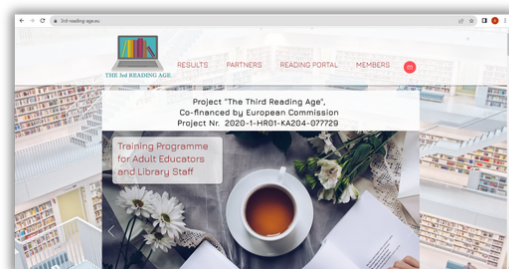 3rd-reading-age.eu
THE 3rd READING AGE
RESULTS PARTNERS READING PORTAL MEMBERS
Project "The Third Reading Age",
Co-financed by European Commission
Project Nr. 2020-1-HR01-KA204-077729
Training Programme
for Adult Educators
and Library Staff